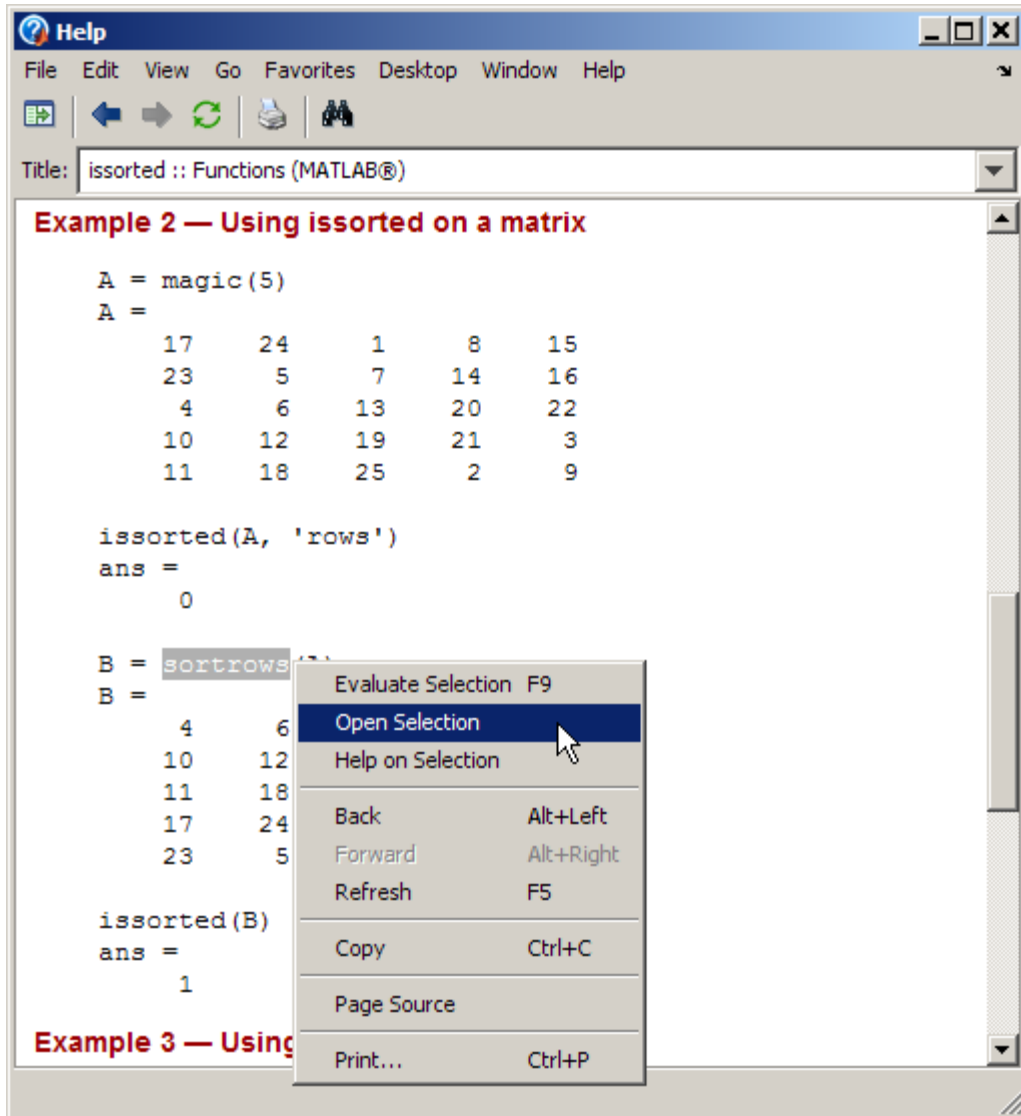 Help
File Edit View Go Favorites Desktop Window Help
Title: issorted :: Functions (MATLAB®)
Example 2 — Using issorted on a matrix
A = magic(5)
A =
17 24 1 8 15
23 5 7 14 16
4 6 13 20 22
10 12 19 21 3
11 18 25 2 9
issorted(A, 'rows')
ans =
0
B = sortrows
B =
4 6
10 12
11 18
17 24
23 5
issorted(B)
ans =
1
Example 3 — Using
Evaluate Selection F9
Open Selection
Help on Selection
Back Alt+Left
Forward Alt+Right
Refresh F5
Copy Ctrl+C
Page Source
Print... Ctrl+P